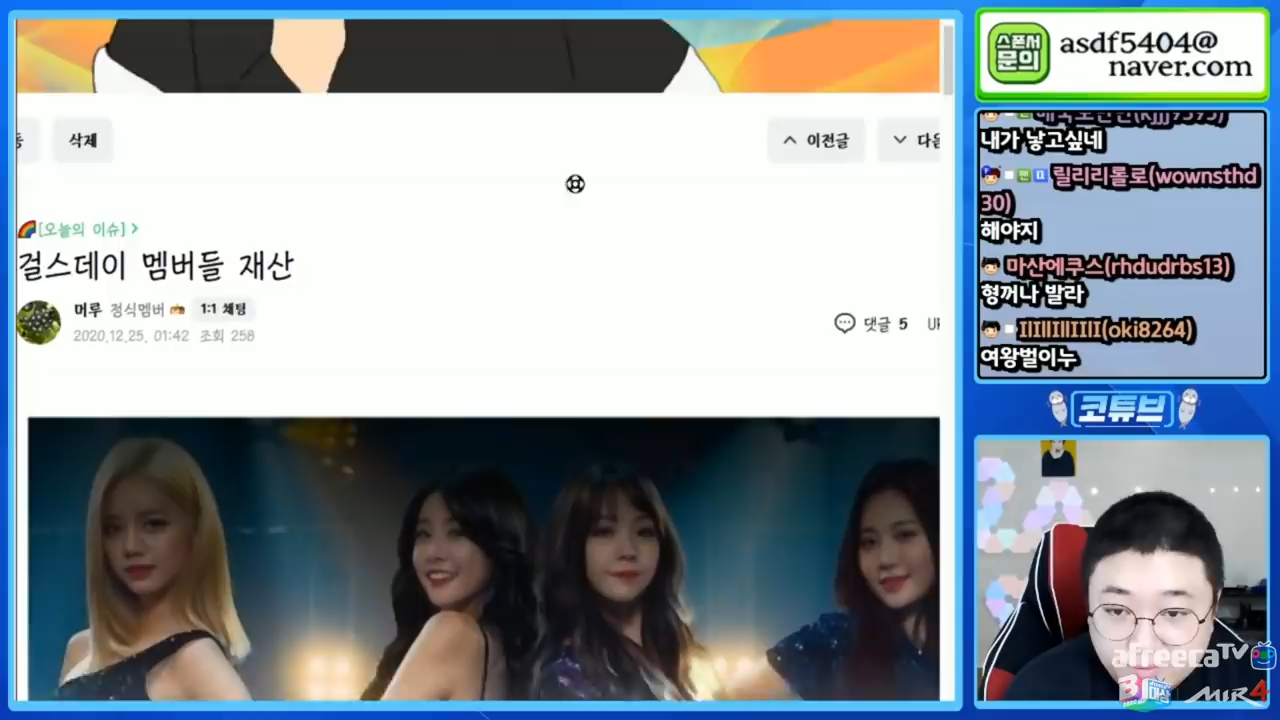 삭제
이전글
[오늘의 이슈]
걸스데이 멤버들 재산
머루 정식멤버 1:1 채팅
2020.12.25. 01:42 조회 258
댓글 5
스폰서
문의
asdf5404@
naver.com
내가 낳고싶네
릴리리롤로(wownsthd
30)
해야지
마산에쿠스(rhdudrbs13)
형꺼나 발라
(oki8264)
여왕벌이누
코튜브
afreecaTV
BJ
대상
MIR4